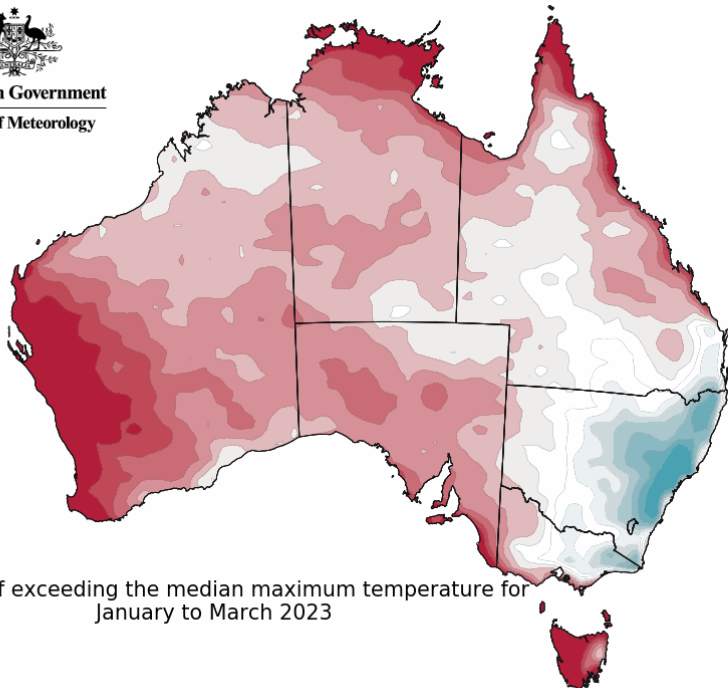 n Government
f Meteorology
f exceeding the median maximum temperature for
January to March 2023